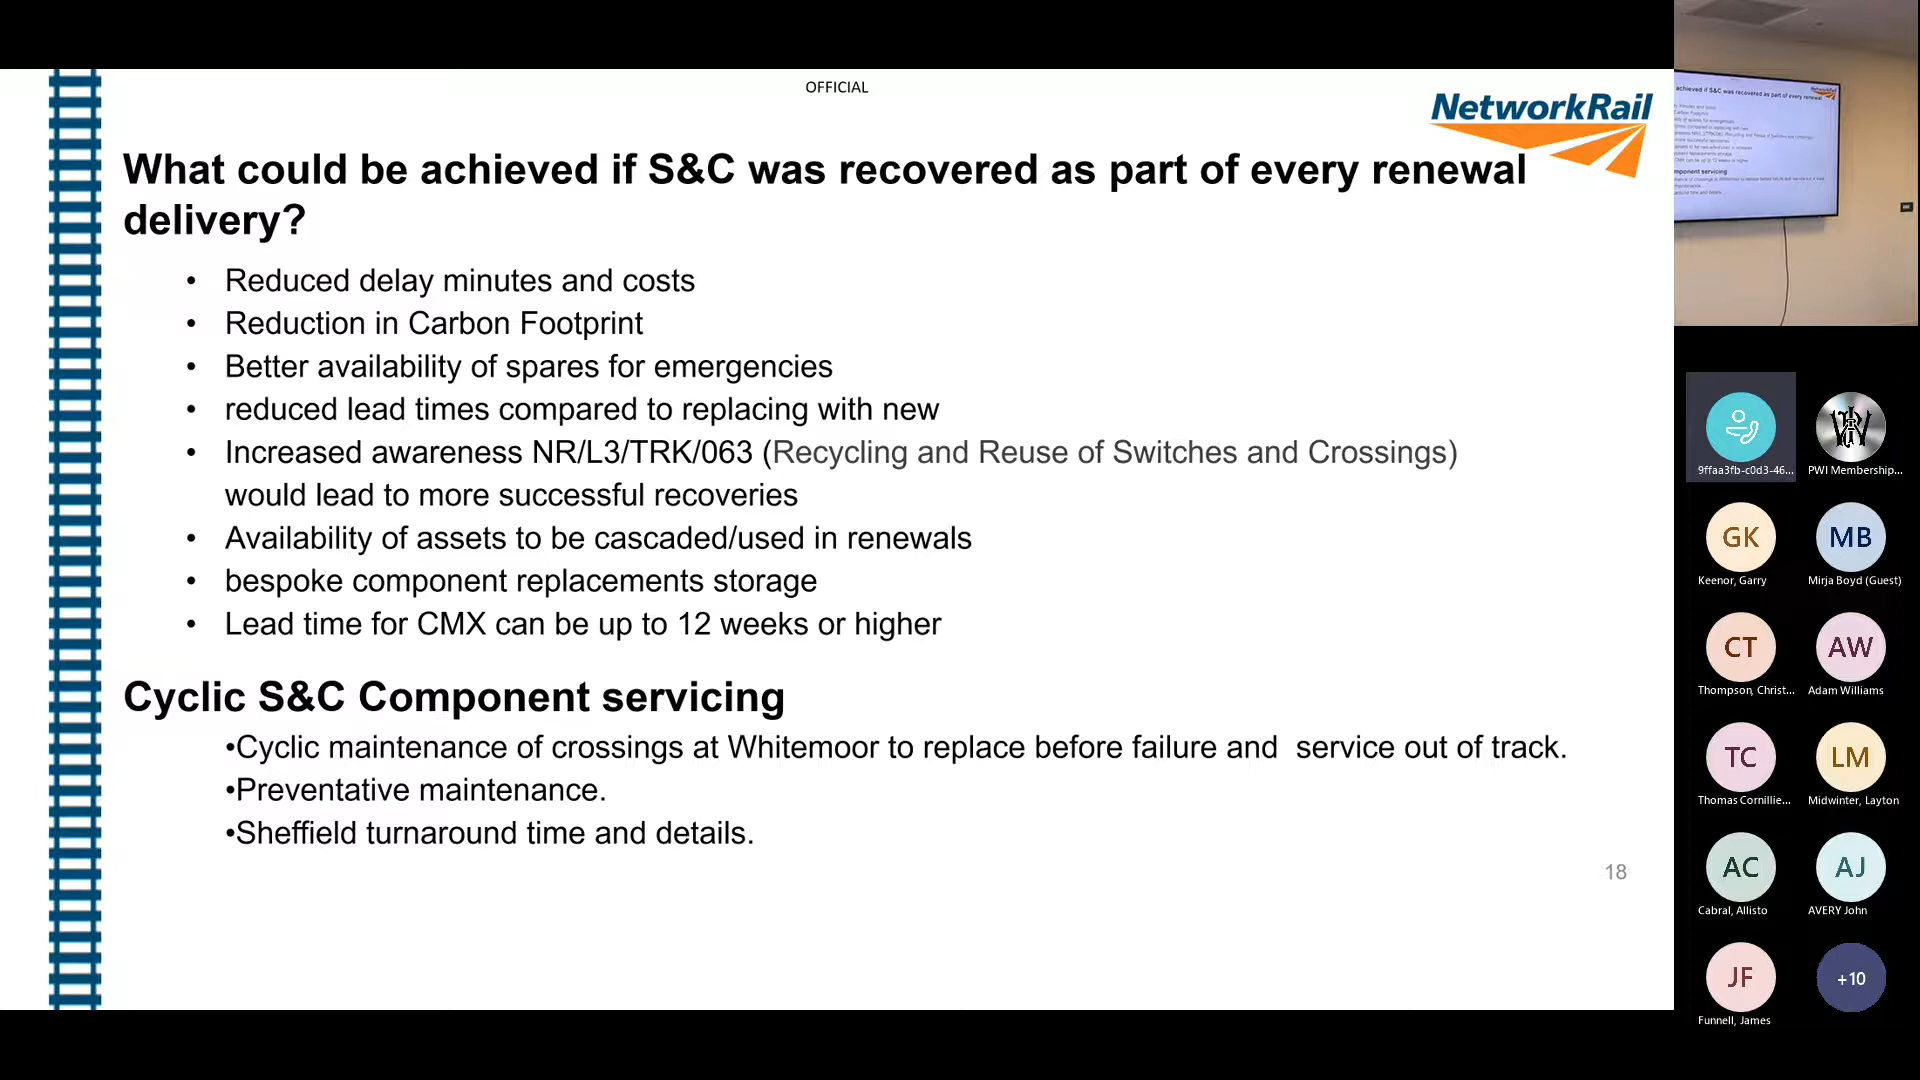 OFFICIAL
NetworkRail
What could be achieved if S&C was recovered as part of every renewal
delivery?
• Reduced delay minutes and costs
• Reduction in Carbon Footprint
• Better availability of spares for emergencies
• reduced lead times compared to replacing with new
• Increased awareness NR/L3/TRK/063 (Recycling and Reuse of Switches and Crossings)
would lead to more successful recoveries
• Availability of assets to be cascaded/used in renewals
• bespoke component replacements storage
• Lead time for CMX can be up to 12 weeks or higher
Cyclic S&C Component servicing
•Cyclic maintenance of crossings at Whitemoor to replace before failure and  service out of track.
•Preventative maintenance.
•Sheffield turnaround time and details.
18
9ffaa3fb-c0d3-46...
PWI Membership...
GK
Keenor, Garry
MB
Mirja Boyd (Guest)
CT
Thompson, Christ...
AW
Adam Williams
TC
Thomas Cornillie...
LM
Midwinter, Layton
AC
Cabral, Allisto
AJ
AVERY John
JF
Funnell, James
+10